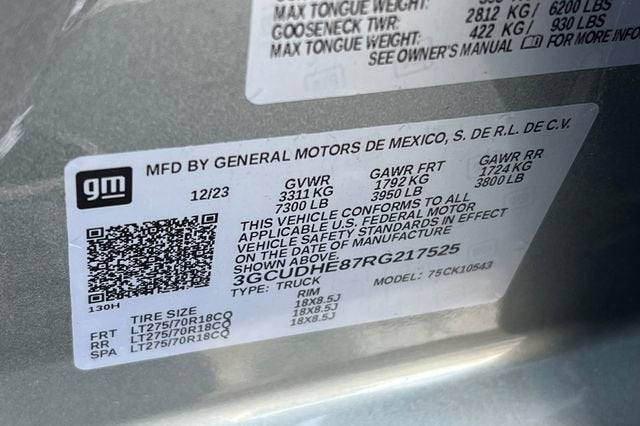 MAX TONGUE WEIGHT:
2812 KG/ 6200 LBS
GOOSENECK TWR:
422 KG/ 930 LBS
MAX TONGUE WEIGHT:
SEE OWNER'S MANUAL FOR MORE INFO
gm
MFD BY GENERAL MOTORS DE MEXICO, S. DE R.L. DE C.V.
12/23 GVWR GAWR FRT GAWR RR
3311 KG 1792 KG 1724 KG
7300 LB 3950 LB 3800 LB
THIS VEHICLE CONFORMS TO ALL
APPLICABLE U.S. FEDERAL MOTOR
VEHICLE SAFETY STANDARDS IN EFFECT
ON THE DATE OF MANUFACTURE
SHOWN ABOVE.
3GCUDHE87RG217525
TYPE: TRUCK MODEL: 75CK10543
130H
TIRE SIZE RIM
FRT LT275/70R18CQ 18X8.5J
RR LT275/70R18CQ 18X8.5J
SPA LT275/70R18CQ 18X8.5J